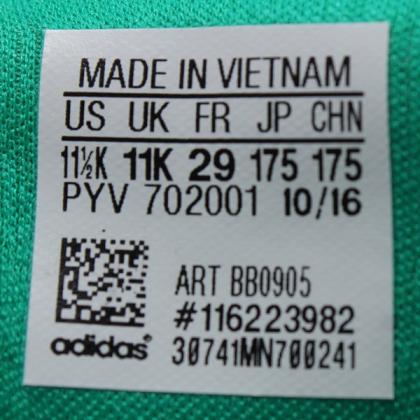 MADE IN VIETNAM
US UK FR JP CHN
11½K 11K 29 175 175
PYV 702001 10/16
ART BB0905
#116223982
adidas® 30741MN700241